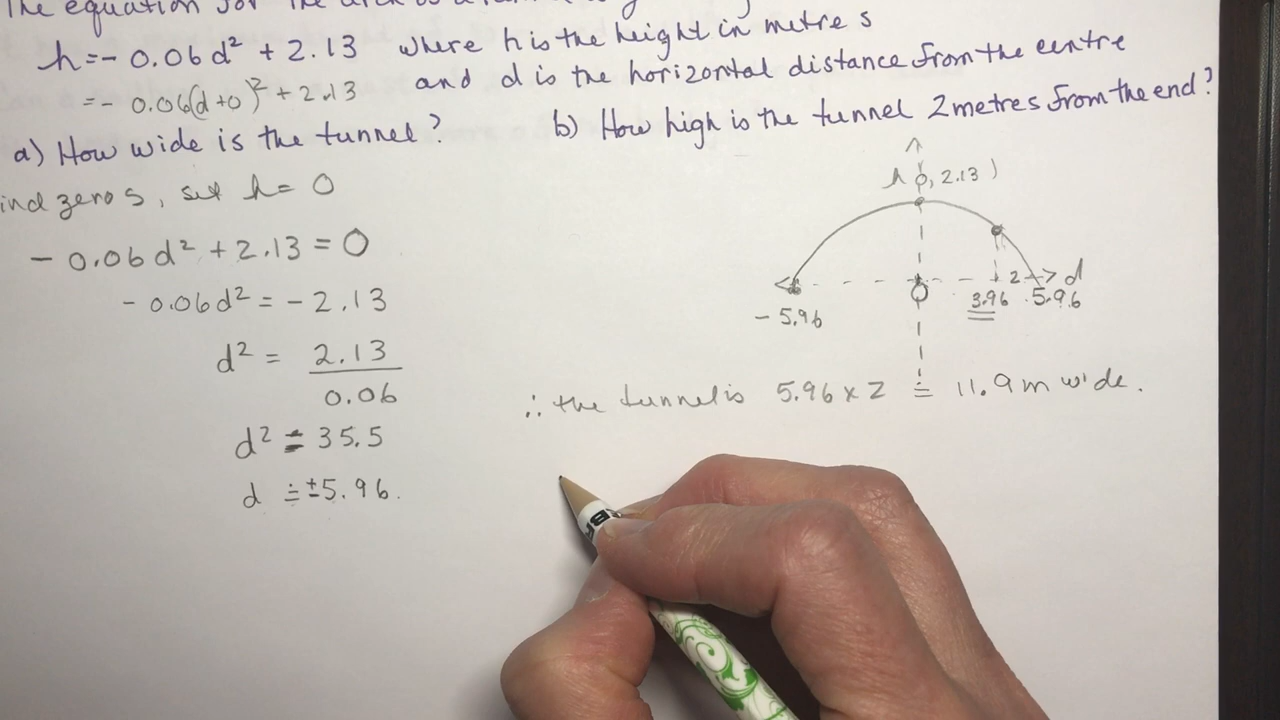 The equation for the
h = - 0.06d² + 2.13 where h is the height in metres
= - 0.06(d+0)² + 2.13 and d is the horizontal distance from the centre
a) How wide is the tunnel? b) How high is the tunnel 2 metres from the end?
ind zeros, set h = 0
- 0.06d² + 2.13 = 0
- 0.06d² = - 2.13
d² = 2.13
0.06
d² = 35.5
d ≐ ±5.96.
h
0, 2.13)
2 d
- 5.96 0 3.96 5.96
∴ the tunnel is 5.96 x 2 ≐ 11.9 m wide.